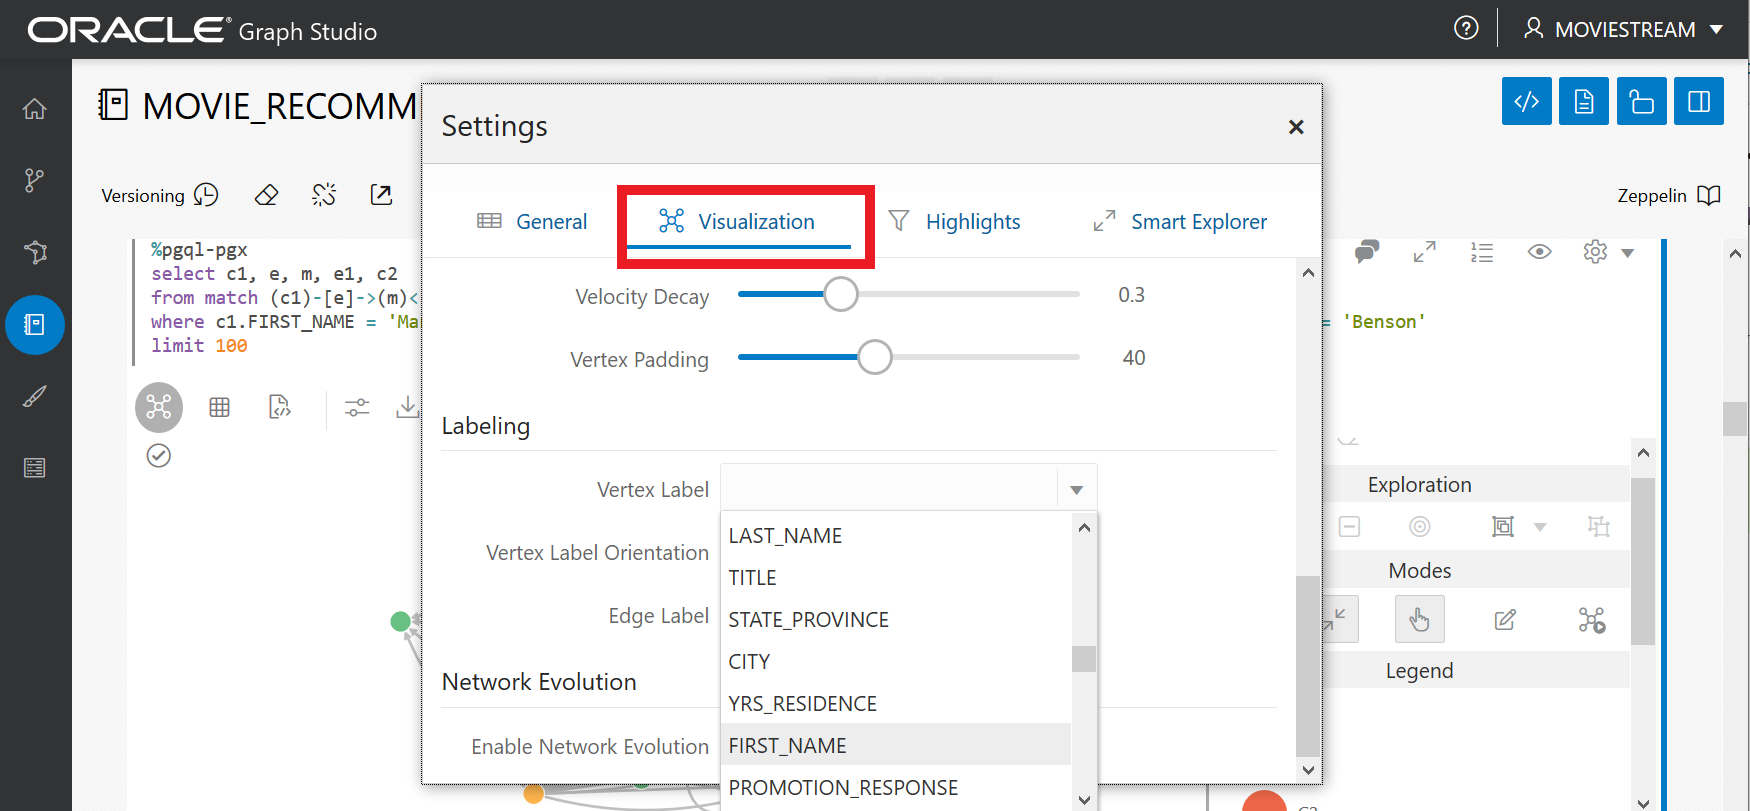 ORACLE® Graph Studio
MOVIESTREAM
MOVIE_RECOMM
Versioning
Zeppelin
%pgql-pgx
select c1, e, m, e1, c2
from match (c1)-[e]->(m)<
where c1.FIRST_NAME = 'Ma
= 'Benson'
limit 100
Settings
General
Visualization
Highlights
Smart Explorer
Velocity Decay
0.3
Vertex Padding
40
Labeling
Vertex Label
LAST_NAME
TITLE
STATE_PROVINCE
CITY
YRS_RESIDENCE
FIRST_NAME
PROMOTION_RESPONSE
Vertex Label Orientation
Edge Label
Network Evolution
Enable Network Evolution
Exploration
Modes
Legend